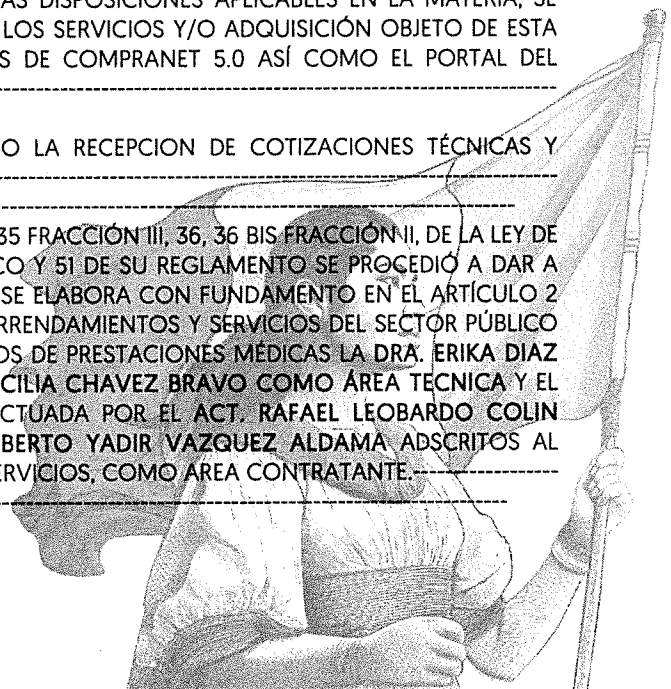 AS DISPOSICIONES APLICABLES EN LA MATERIA, SE
LOS SERVICIOS Y/O ADQUISICIÓN OBJETO DE ESTA
S DE COMPRANET 5.0 ASÍ COMO EL PORTAL DEL
O LA RECEPCION DE COTIZACIONES TÉCNICAS Y
35 FRACCIÓN III, 36, 36 BIS FRACCIÓN II, DE LA LEY DE
CO Y 51 DE SU REGLAMENTO SE PROCEDIÓ A DAR A
SE ELABORA CON FUNDAMENTO EN EL ARTÍCULO 2
RRENDAMIENTOS Y SERVICIOS DEL SECTOR PÚBLICO
OS DE PRESTACIONES MÉDICAS LA DRA. ERIKA DIAZ
CILIA CHAVEZ BRAVO COMO ÁREA TECNICA Y EL
CTUADA POR EL ACT. RAFAEL LEOBARDO COLIN
BERTO YADIR VAZQUEZ ALDAMA ADSCRITOS AL
ERVICIOS, COMO AREA CONTRATANTE.